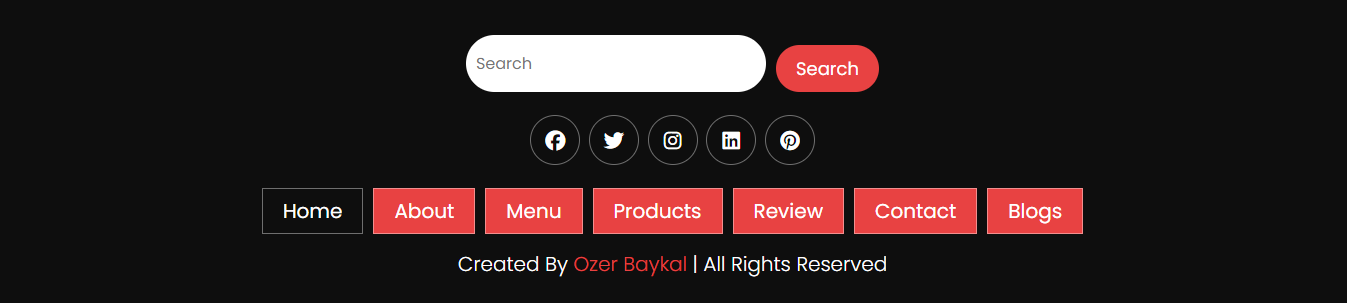 Search Search
Home About Menu Products Review Contact Blogs
Created By Ozer Baykal | All Rights Reserved